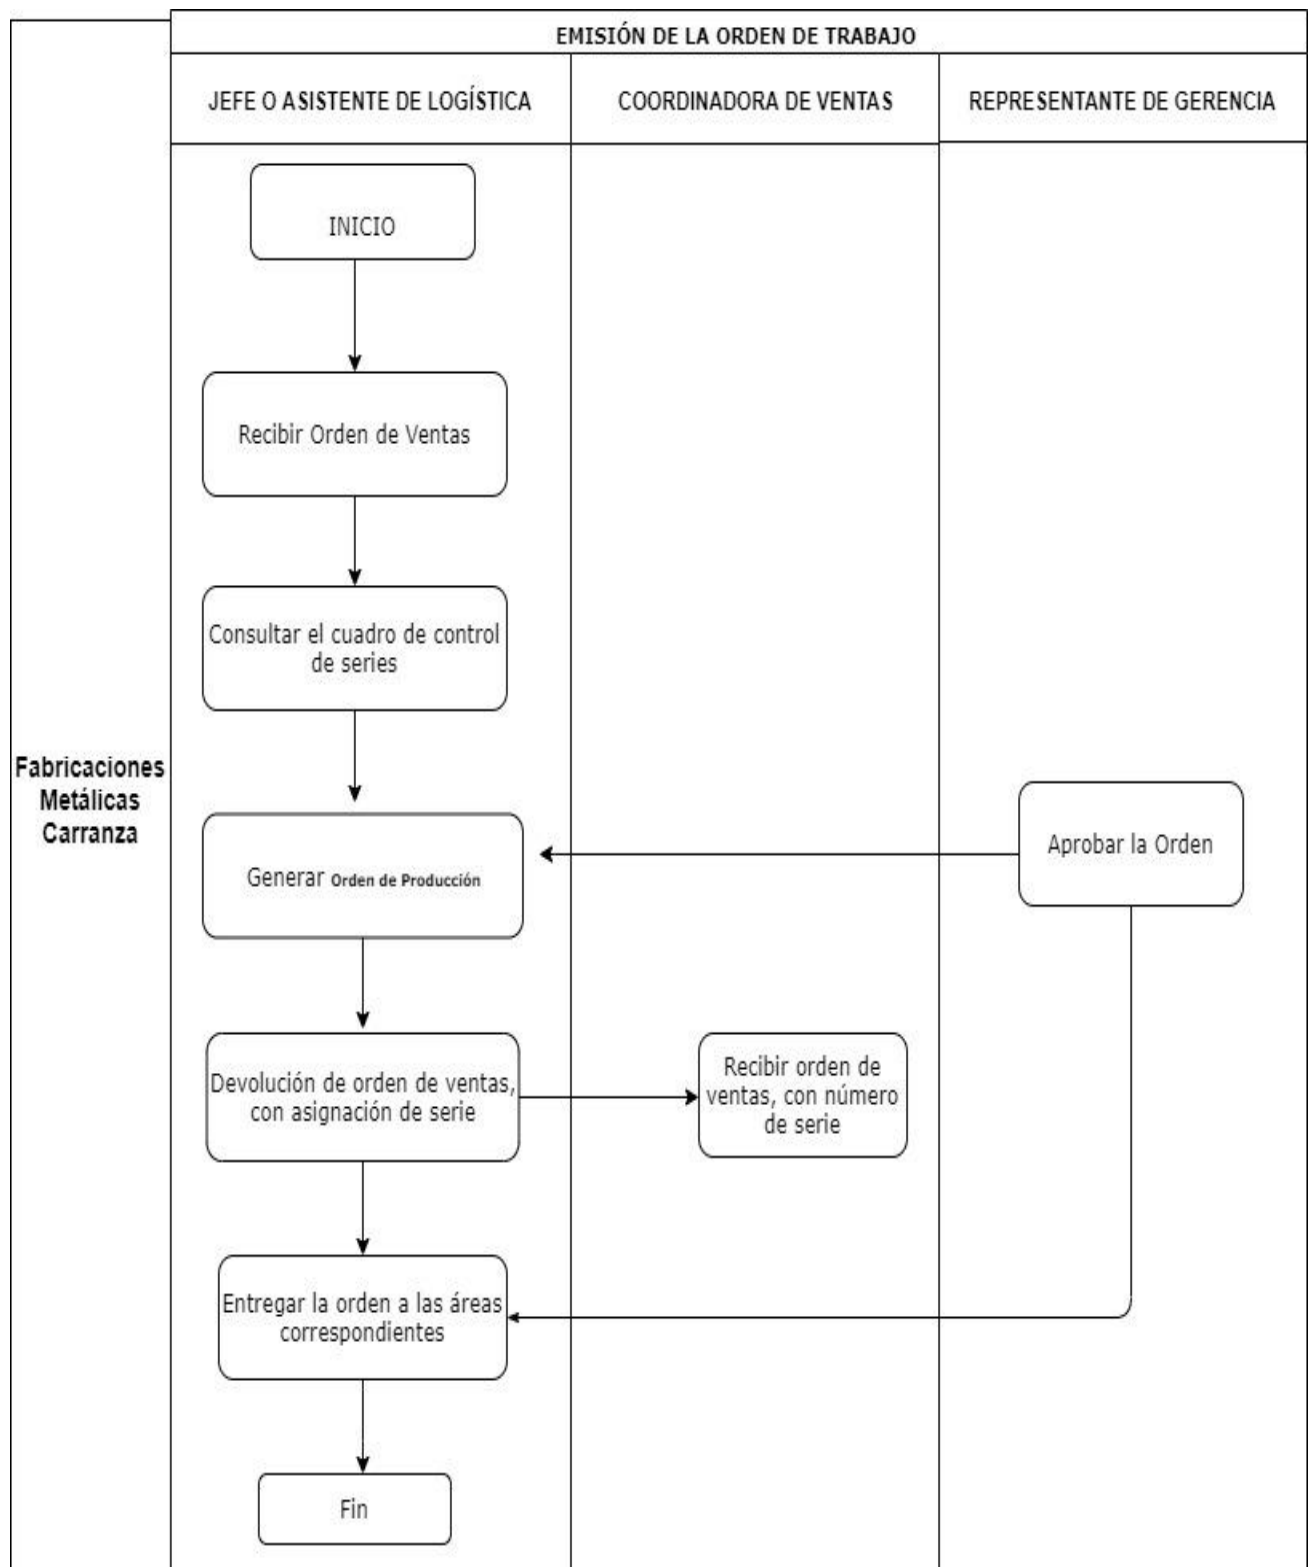 EMISIÓN DE LA ORDEN DE TRABAJO
JEFE O ASISTENTE DE LOGÍSTICA
COORDINADORA DE VENTAS
REPRESENTANTE DE GERENCIA
INICIO
Recibir Orden de Ventas
Consultar el cuadro de control
de series
Fabricaciones
Metálicas
Carranza
Generar Orden de Producción
Aprobar la Orden
Devolución de orden de ventas,
con asignación de serie
Recibir orden de
ventas, con número
de serie
Entregar la orden a las áreas
correspondientes
Fin